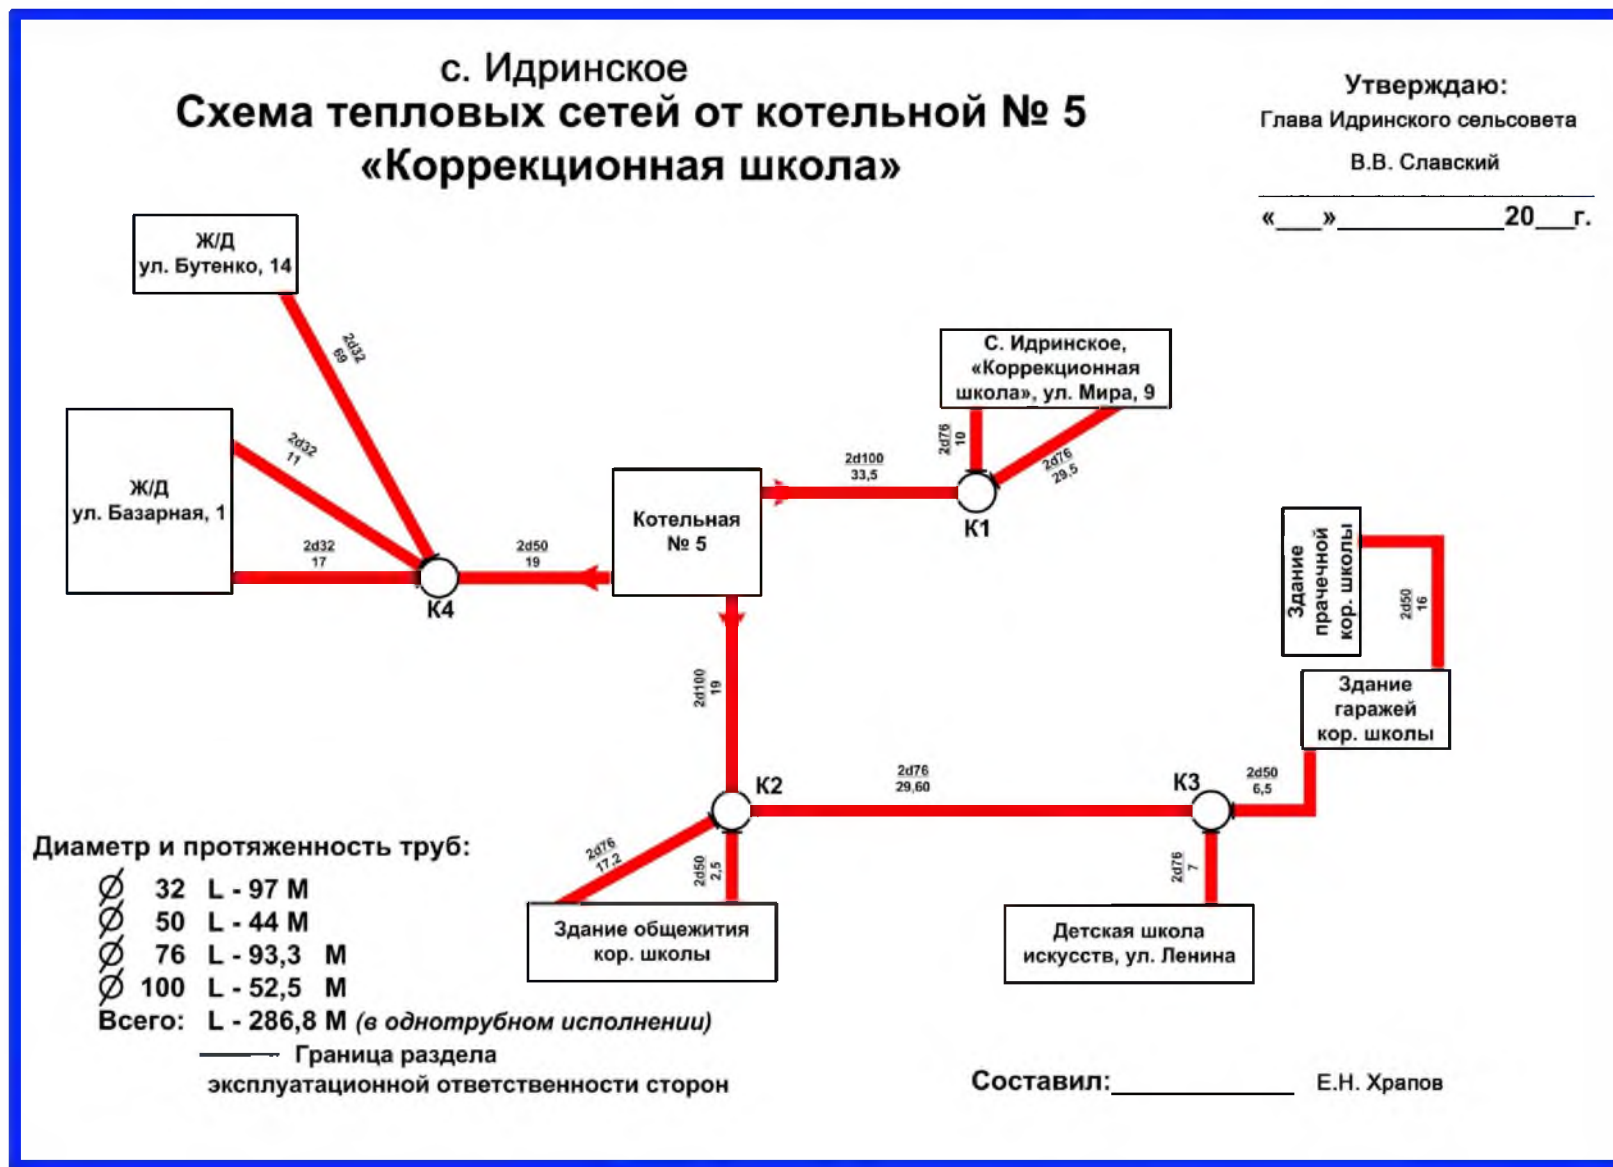 с. Идринское
Схема тепловых сетей от котельной № 5
«Коррекционная школа»
Утверждаю:
Глава Идринского сельсовета
В.В. Славский
«___»___________20___г.
Ж/Д
ул. Бутенко, 14
2d32
69
С. Идринское,
«Коррекционная
школа», ул. Мира, 9
2d76
10
2d76
29,5
2d32
11
Ж/Д
ул. Базарная, 1
2d32
17
К4
2d50
19
Котельная
№ 5
2d100
33,5
К1
Здание
прачечной
кор. школы
2d50
16
Здание
гаражей
кор. школы
2d100
19
К2
2d76
29,60
К3
2d50
6,5
2d76
17,2
2d50
2,5
2d76
7
Здание общежития
кор. школы
Детская школа
искусств, ул. Ленина
Диаметр и протяженность труб:
∅ 32 L - 97 М
∅ 50 L - 44 М
∅ 76 L - 93,3 М
∅ 100 L - 52,5 М
Всего: L - 286,8 М (в однотрубном исполнении)
Граница раздела
эксплуатационной ответственности сторон
Составил:____________ Е.Н. Храпов